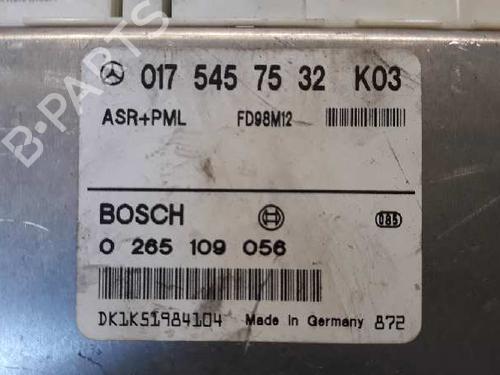 017 545 75 32 K03
ASR+PML FD98M12
BOSCH 085
0 265 109 056
DK1K51984104 Made in Germany 872
B-PARTS